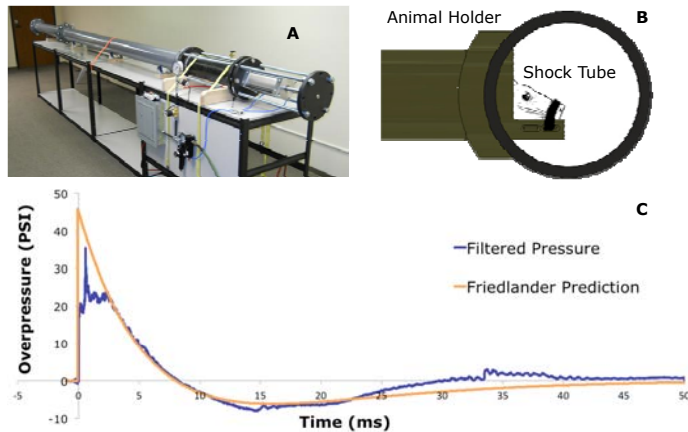 A
Animal Holder
B
Shock Tube
C
Overpressure (PSI)
50
40
30
20
10
0
-10
-5
0
5
10
15
20
25
30
35
40
45
50
Time (ms)
Filtered Pressure
Friedlander Prediction